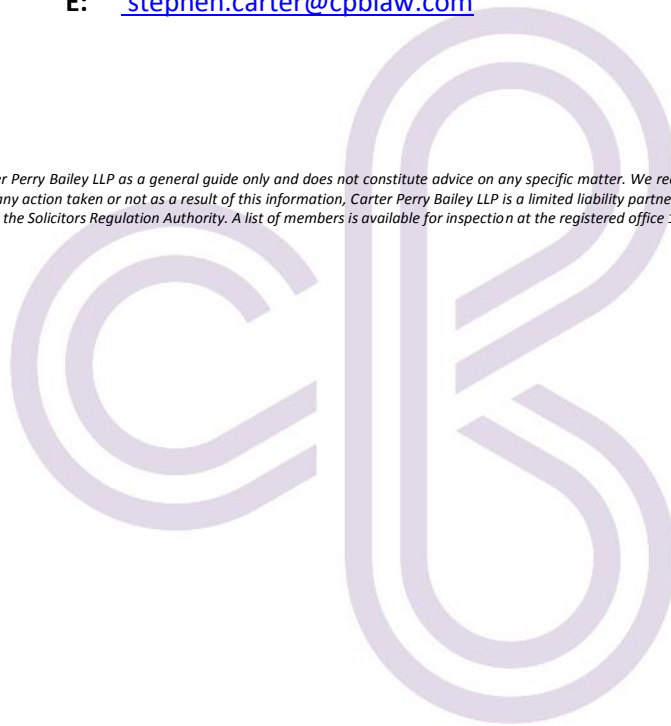 E: stephen.carter@cpblaw.com
r Perry Bailey LLP as a general guide only and does not constitute advice on any specific matter. We re
any action taken or not as a result of this information, Carter Perry Bailey LLP is a limited liability partne
the Solicitors Regulation Authority. A list of members is available for inspection at the registered office